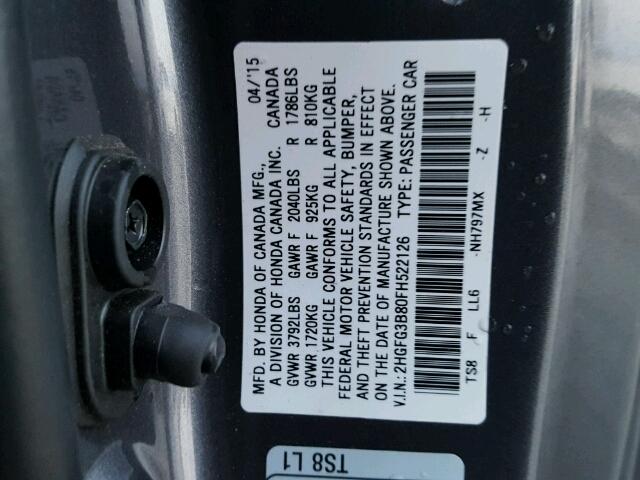 MFD. BY HONDA OF CANADA MFG., 04/'15
A DIVISION OF HONDA CANADA INC. CANADA
GVWR 3792LBS GAWR F 2040LBS R 1786LBS
GVWR 1720KG GAWR F 925KG R 810KG
THIS VEHICLE CONFORMS TO ALL APPLICABLE
FEDERAL MOTOR VEHICLE SAFETY, BUMPER,
AND THEFT PREVENTION STANDARDS IN EFFECT
ON THE DATE OF MANUFACTURE SHOWN ABOVE.
V.I.N.: 2HGFG3B80FH522126 TYPE: PASSENGER CAR
TS8 F LL6 -NH797MX -Z -H
TS8 L1